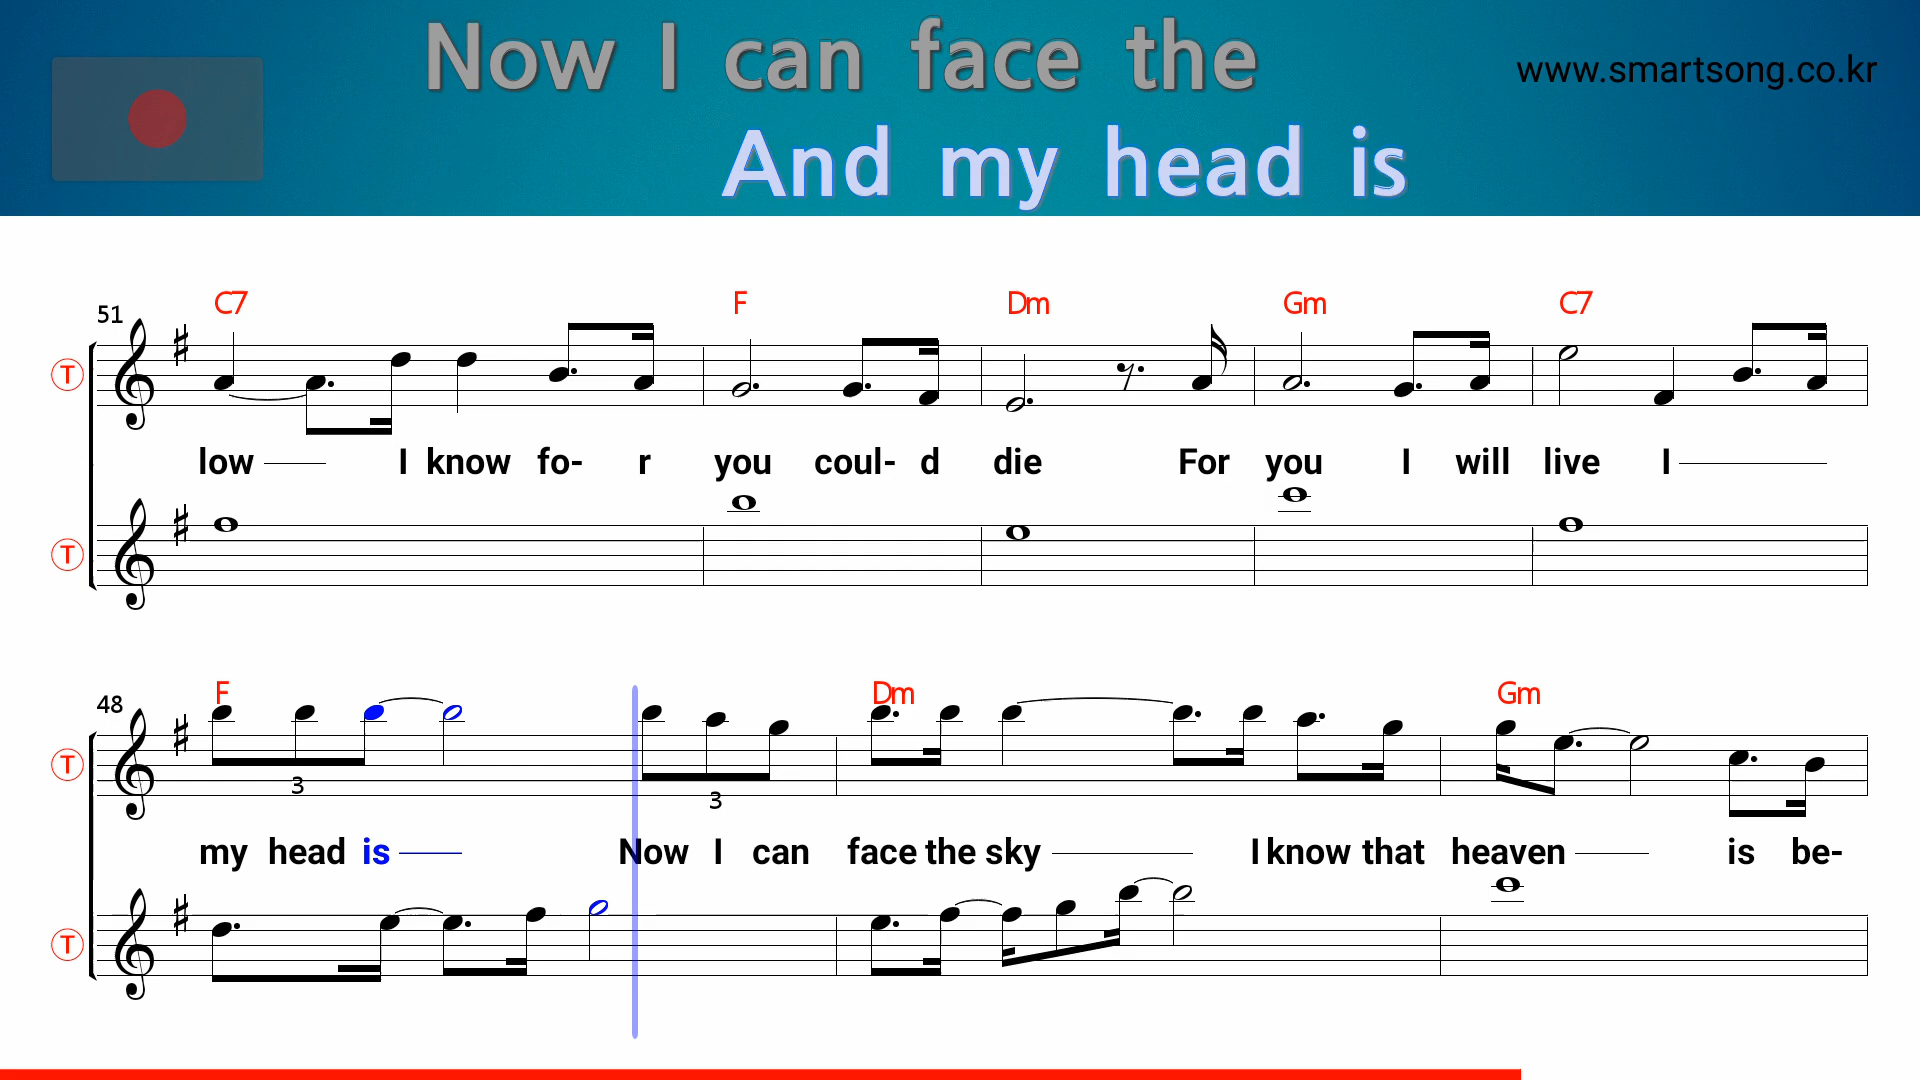 Now I can face the
www.smartsong.co.kr
And my head is
51 C7 F Dm Gm C7
T
low I know fo- r you coul- d die For you I will live I
T
48 F Dm Gm
T
3 3
my head is Now I can face the sky I know that heaven is be-
T